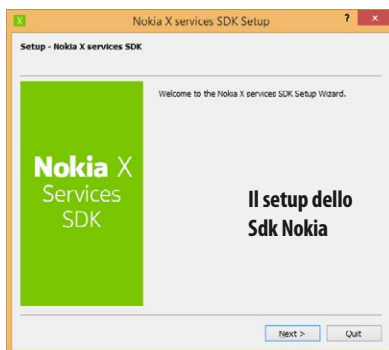 Nokia X services SDK Setup
Setup - Nokia X services SDK
Welcome to the Nokia X services SDK Setup Wizard.
Nokia X
Services
SDK
Il setup dello
Sdk Nokia
Next >
Quit